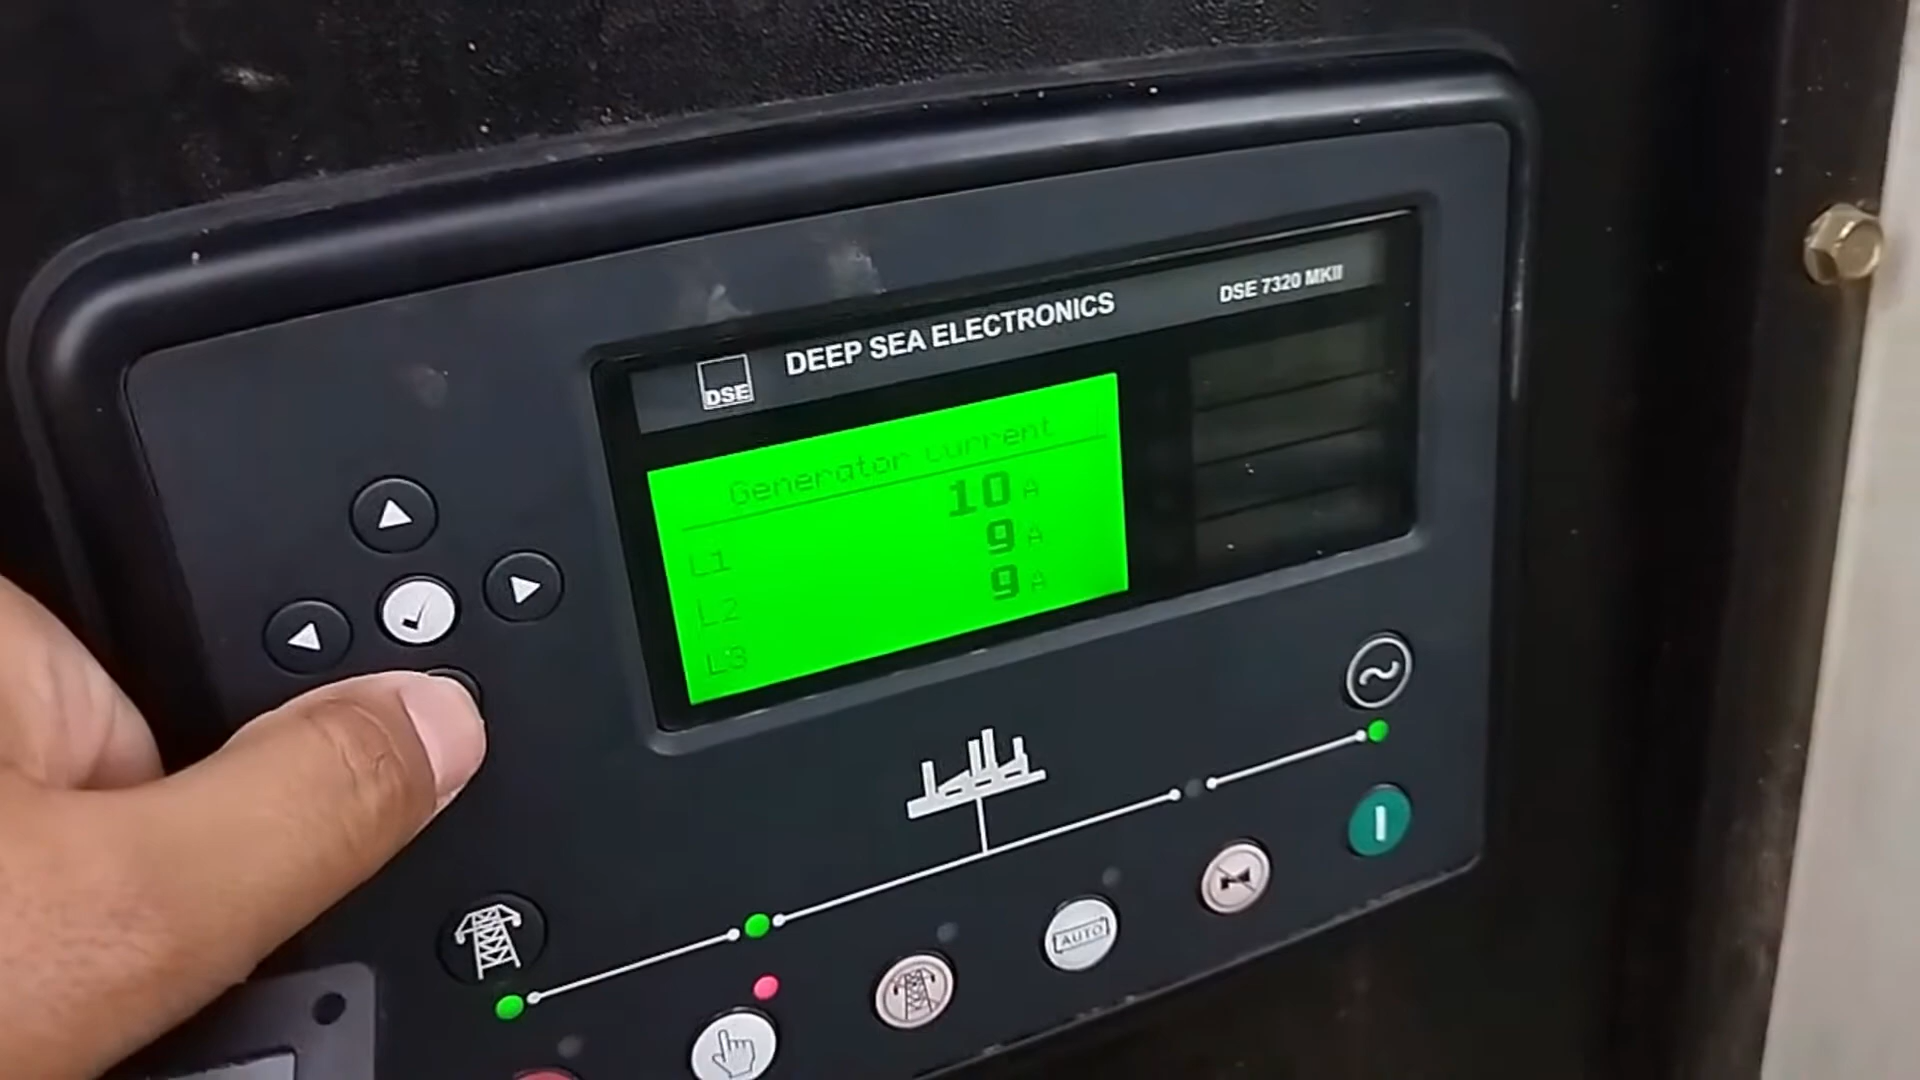 DSE 7320 MKII
DSE DEEP SEA ELECTRONICS
Generator Current
L1 10 A
L2 9 A
L3 9 A
AUTO